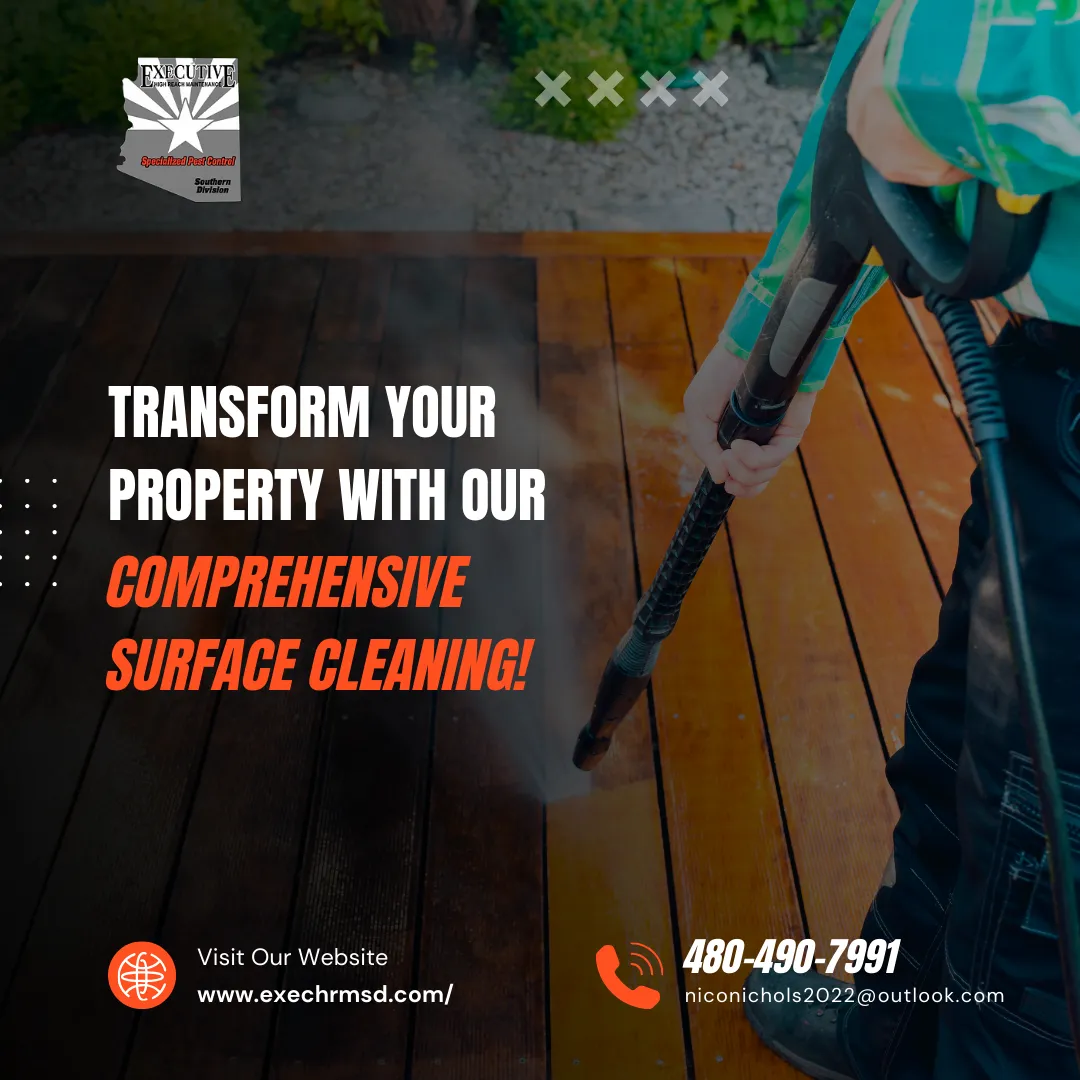 EXECUTIVE
HIGH REACH MAINTENANCE
Specialized Pest Control
Southern
Division
TRANSFORM YOUR
PROPERTY WITH OUR
COMPREHENSIVE
SURFACE CLEANING!
Visit Our Website
www.exechrmsd.com/
480-490-7991
niconichols2022@outlook.com